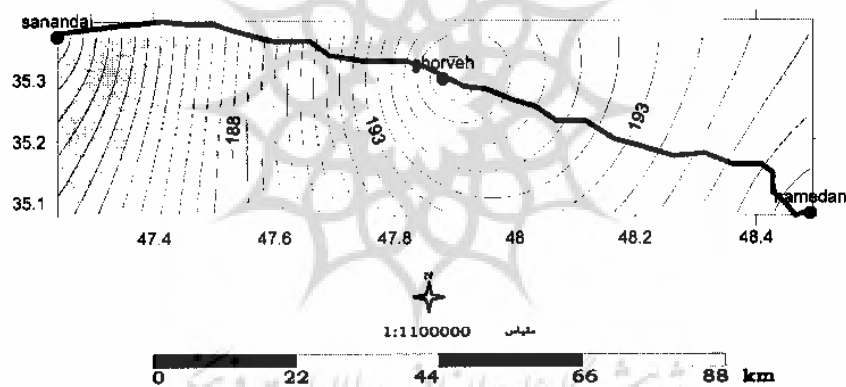 sanandaj
horveh
35.3
193
188
193
35.2
35.1
hamedan
47.4 47.6 47.8 48 48.2 48.4
N
1:1100000 مقیاس
0 22 44 66 88 km